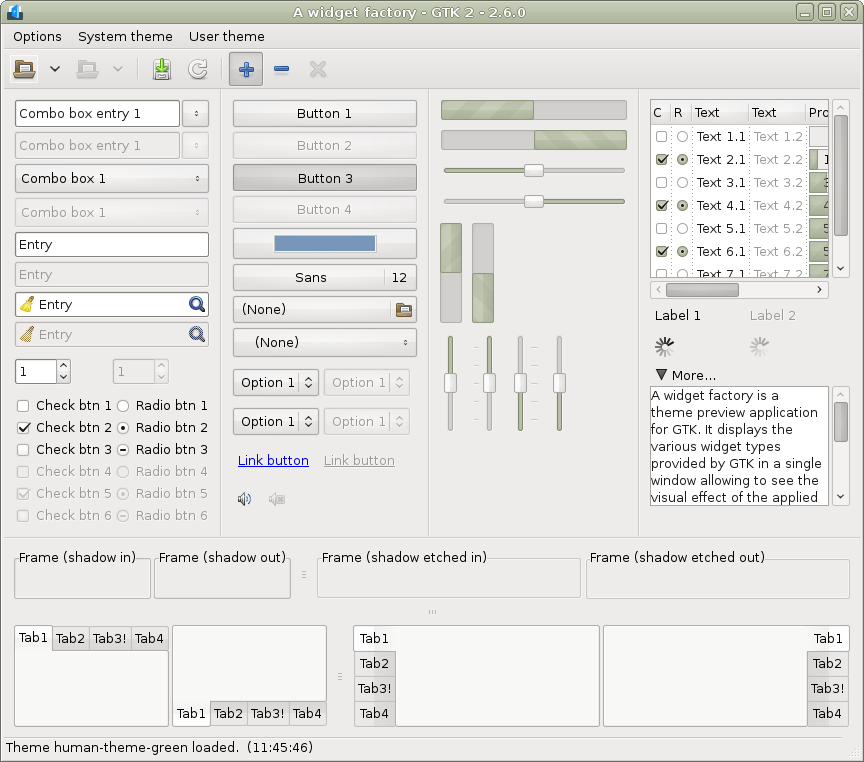 A widget factory - GTK 2 - 2.6.0
Options System theme User theme
Combo box entry 1
Combo box entry 1
Combo box 1
Combo box 1
Entry
Entry
Entry
Entry
1 1
Check btn 1 Radio btn 1
Check btn 2 Radio btn 2
Check btn 3 Radio btn 3
Check btn 4 Radio btn 4
Check btn 5 Radio btn 5
Check btn 6 Radio btn 6
Button 1
Button 2
Button 3
Button 4
Sans 12
(None)
(None)
Option 1 Option 1
Option 1 Option 1
Link button Link button
C R Text Text Pro
Text 1.1 Text 1.2
Text 2.1 Text 2.2 1
Text 3.1 Text 3.2 3
Text 4.1 Text 4.2 4
Text 5.1 Text 5.2 5
Text 6.1 Text 6.2 6
Text 7.1 Text 7.2 7
Label 1 Label 2
More...
A widget factory is a
theme preview application
for GTK. It displays the
various widget types
provided by GTK in a single
window allowing to see the
visual effect of the applied
Frame (shadow in) Frame (shadow out) Frame (shadow etched in) Frame (shadow etched out)
Tab1 Tab2 Tab3! Tab4
Tab1 Tab2 Tab3! Tab4
Tab1
Tab2
Tab3!
Tab4
Tab1
Tab2
Tab3!
Tab4
Theme human-theme-green loaded. (11:45:46)